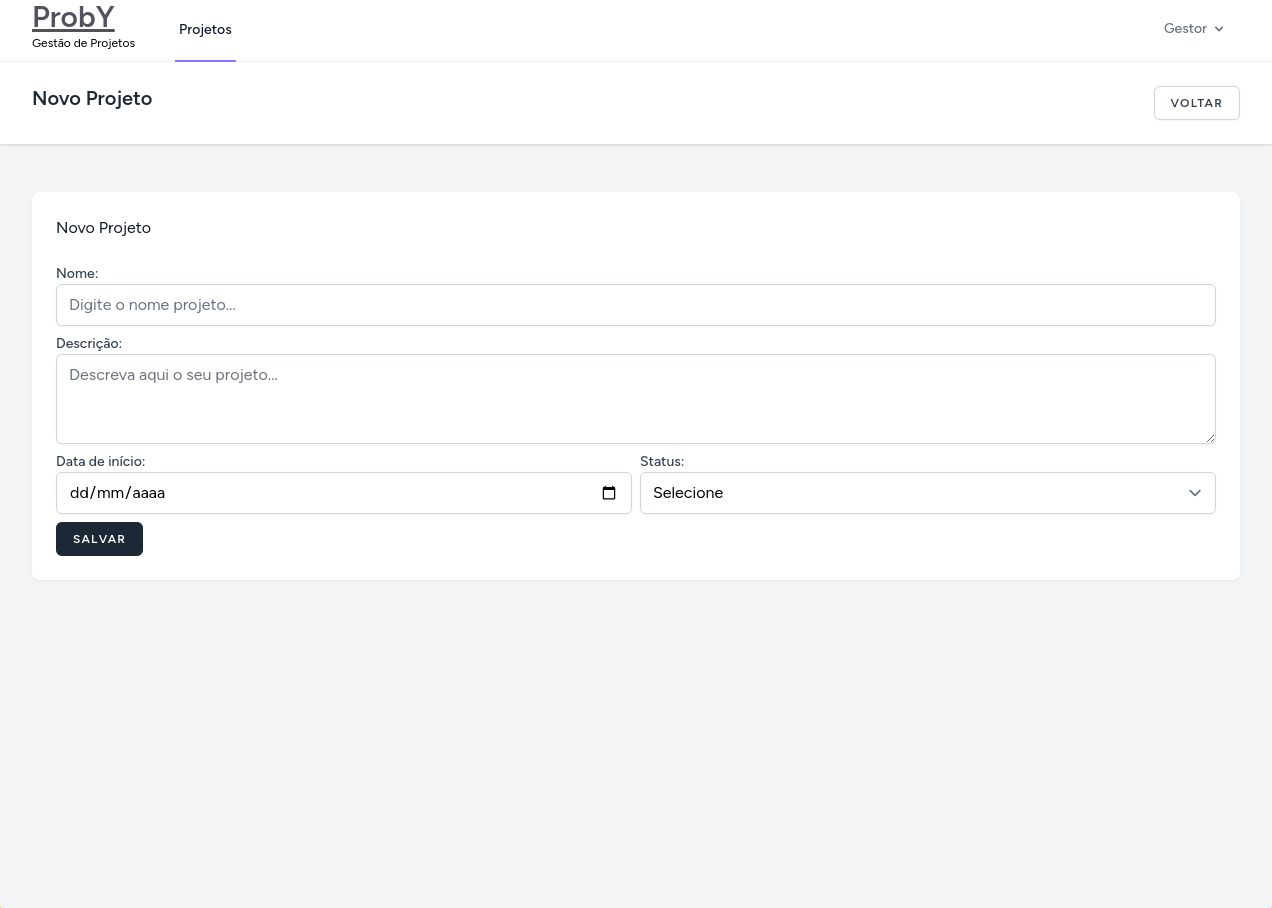 ProbY
Gestão de Projetos
Projetos
Gestor
Novo Projeto
VOLTAR
Novo Projeto
Nome:
Digite o nome projeto...
Descrição:
Descreva aqui o seu projeto...
Data de início:
Status:
dd/mm/aaaa
Selecione
SALVAR